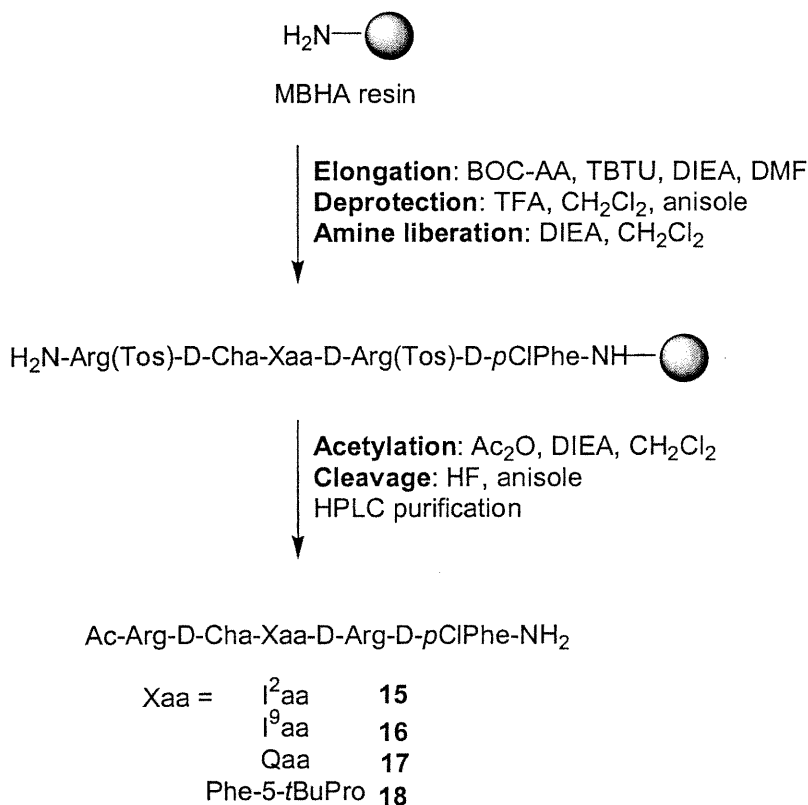 H₂N
MBHA resin
Elongation: BOC-AA, TBTU, DIEA, DMF
Deprotection: TFA, CH₂Cl₂, anisole
Amine liberation: DIEA, CH₂Cl₂
H₂N-Arg(Tos)-D-Cha-Xaa-D-Arg(Tos)-D-pClPhe-NH
Acetylation: Ac₂O, DIEA, CH₂Cl₂
Cleavage: HF, anisole
HPLC purification
Ac-Arg-D-Cha-Xaa-D-Arg-D-pClPhe-NH₂
Xaa = I²aa 15
I⁹aa 16
Qaa 17
Phe-5-tBuPro 18